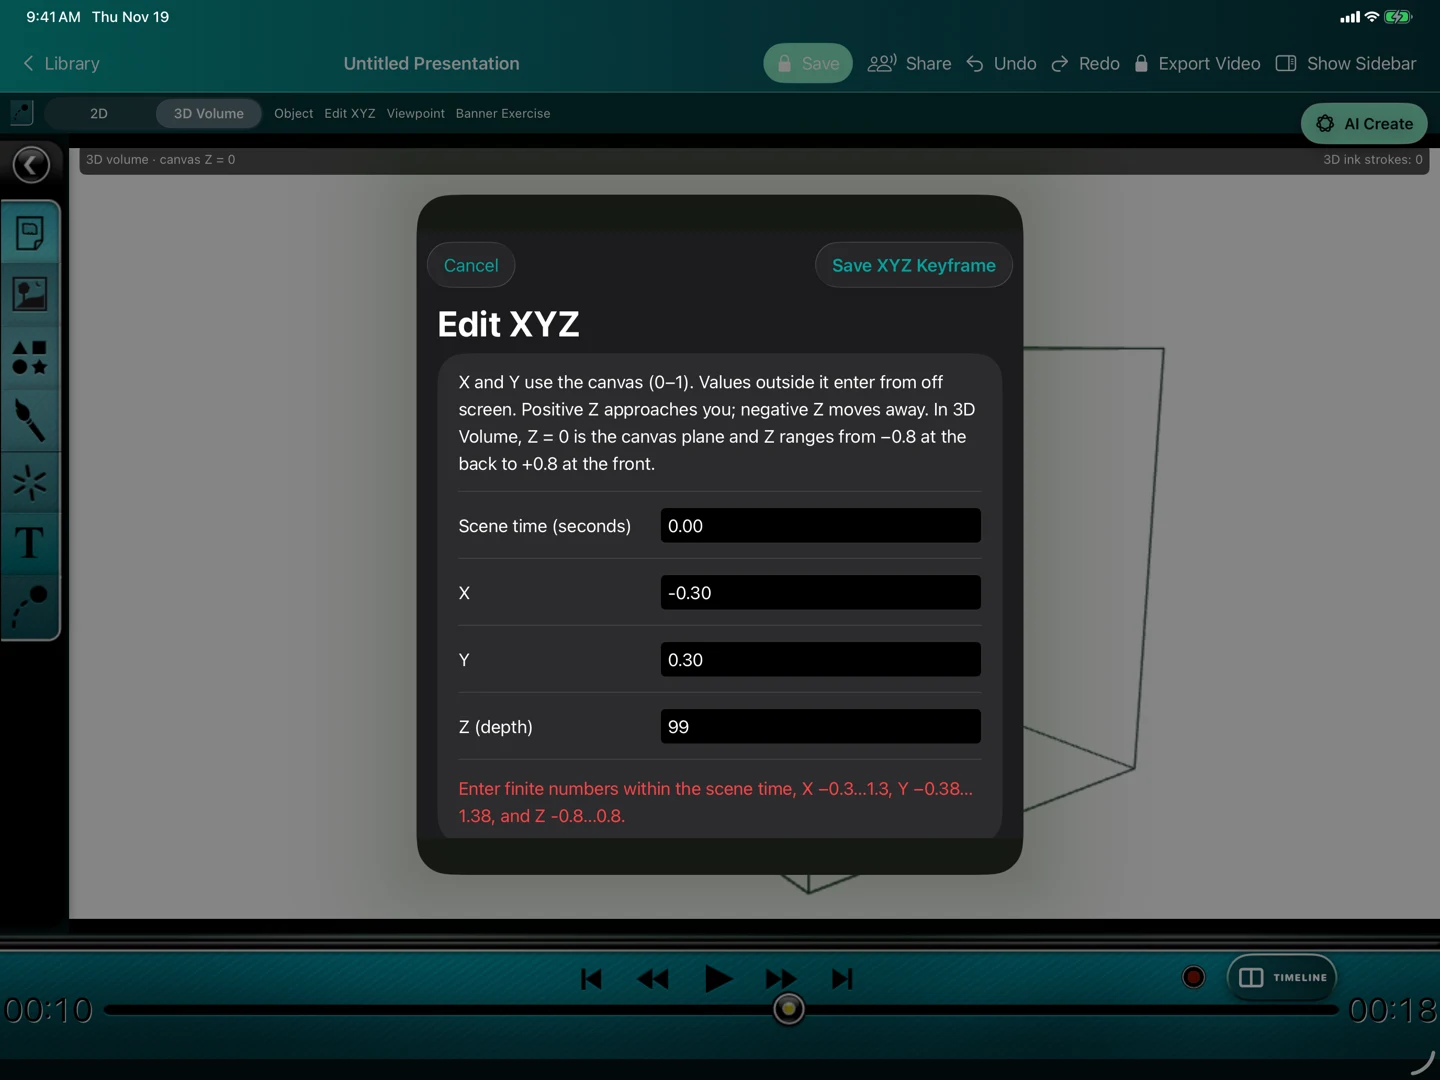 9:41 AM Thu Nov 19
Library
Untitled Presentation
Save
Share
Undo
Redo
Export Video
Show Sidebar
2D
3D Volume
Object
Edit XYZ
Viewpoint
Banner Exercise
AI Create
3D volume · canvas Z = 0
3D ink strokes: 0
Cancel
Save XYZ Keyframe
Edit XYZ
X and Y use the canvas (0–1). Values outside it enter from off
screen. Positive Z approaches you; negative Z moves away. In 3D
Volume, Z = 0 is the canvas plane and Z ranges from −0.8 at the
back to +0.8 at the front.
Scene time (seconds) 0.00
X -0.30
Y 0.30
Z (depth) 99
Enter finite numbers within the scene time, X −0.3...1.3, Y −0.38...
1.38, and Z -0.8...0.8.
T
TIMELINE
00:10
00:18